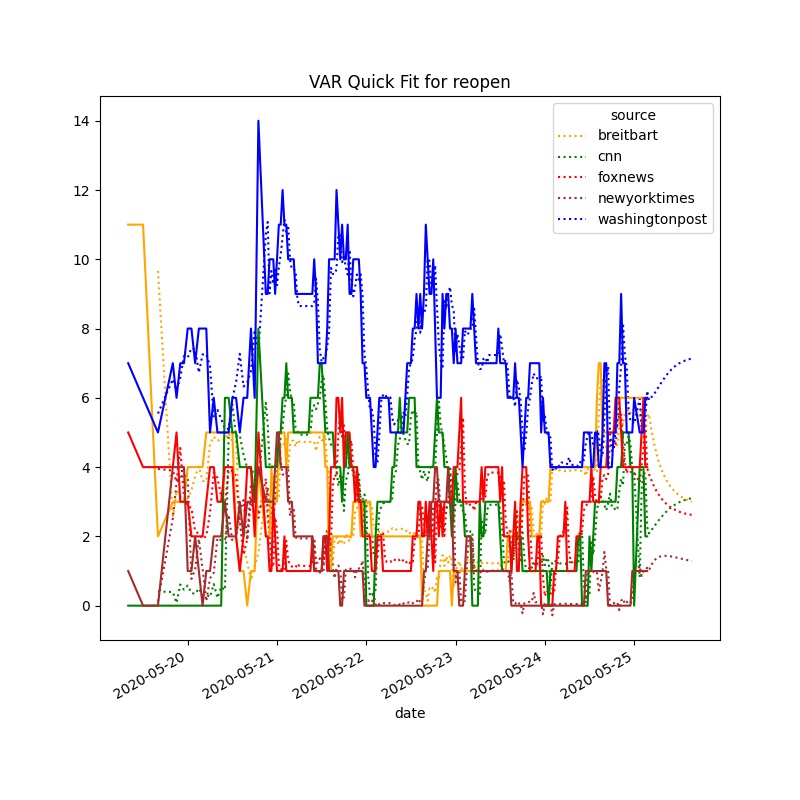 VAR Quick Fit for reopen
14
12
10
8
6
4
2
0
source
breitbart
cnn
foxnews
newyorktimes
washingtonpost
2020-05-20
2020-05-21
2020-05-22
2020-05-23
2020-05-24
2020-05-25
date